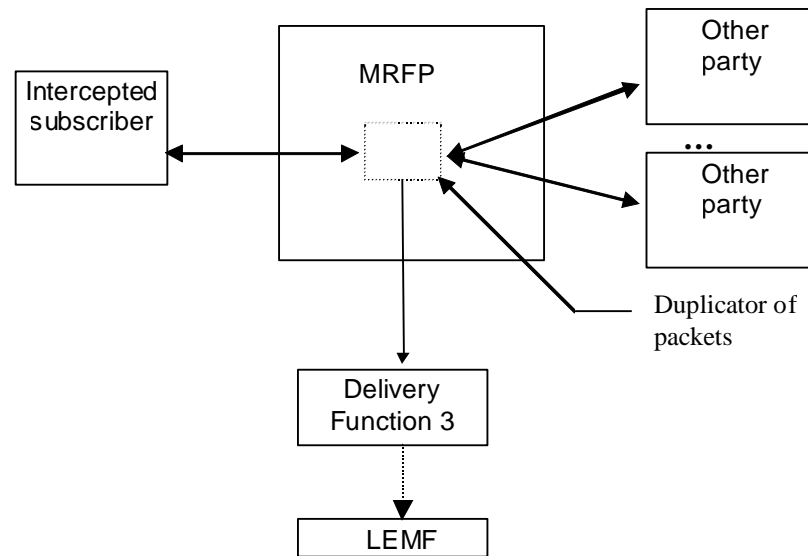 MRFP
Intercepted
subscriber
Other
party
...
Other
party
Duplicator of
packets
Delivery
Function 3
LEMF